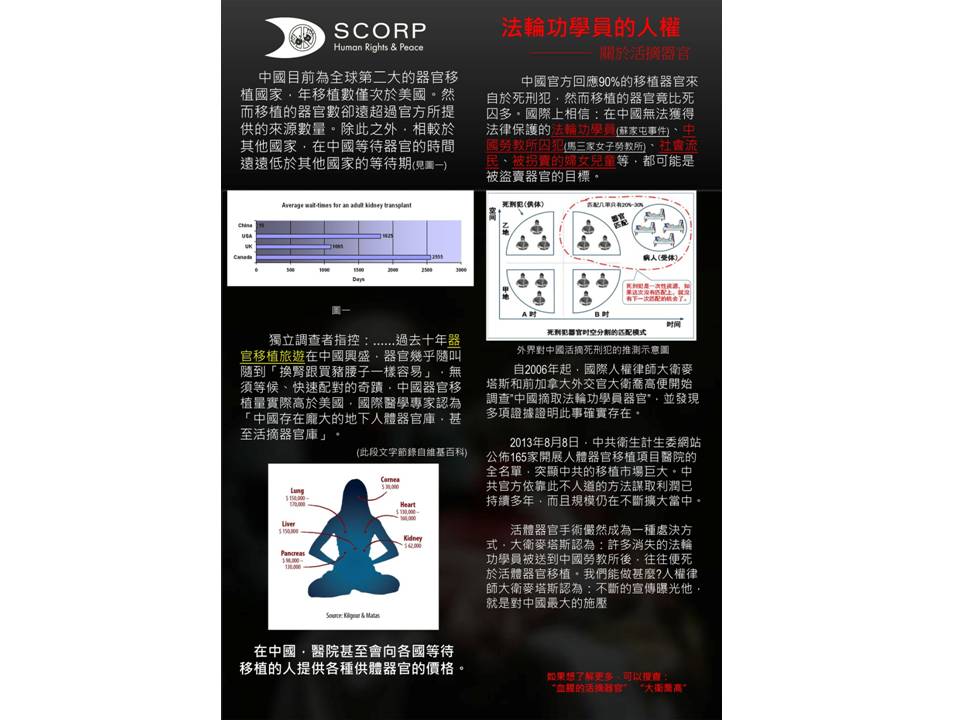 SCORP
Human Rights & Peace
中國目前為全球第二大的器官移
植國家，年移植數僅次於美國。然
而移植的器官數卻遠超過官方所提
供的來源數量。除此之外，相較於
其他國家，在中國等待器官的時間
遠遠低於其他國家的等待期(見圖一)
Average wait-times for an adult kidney transplant
China 15
USA 1825
UK 1095
Canada 2555
0 500 1000 1500 2000 2500 3000
Days
圖一
獨立調查者指控：……過去十年器
官移植旅遊在中國興盛，器官幾乎隨叫
隨到「換腎跟買豬腰子一樣容易」，無
須等候、快速配對的奇蹟，中國器官移
植量實際高於美國，國際醫學專家認為
「中國存在龐大的地下人體器官庫，甚
至活摘器官庫」。
(此段文字節錄自維基百科)
Cornea
$ 30,000
Lung
$ 150,000 –
170,000
Heart
$ 130,000 –
160,000
Liver
$ 150,000
Kidney
$ 62,000
Pancreas
$ 98,000 –
130,000
Source: Kilgour & Matas
在中國，醫院甚至會向各國等待
移植的人提供各種供體器官的價格。
法輪功學員的人權
關於活摘器官
中國官方回應90%的移植器官來
自於死刑犯，然而移植的器官竟比死
囚多。國際上相信：在中國無法獲得
法律保護的法輪功學員(蘇家屯事件)、中
國勞教所囚犯(馬三家女子勞教所)、社會流
民、被拐賣的婦女兒童等，都可能是
被盜賣器官的目標。
空间
死刑犯(供体)
匹配几率只有20%-30%
器官匹配
乙地
病人(受体)
甲地
死刑犯是一次性资源，如
果这次没有匹配上，就没
有下一次匹配的机会了。
A 时
B 时
时间
死刑犯器官时空分割的匹配模式
外界對中國活摘死刑犯的推測示意圖
自2006年起，國際人權律師大衛麥
塔斯和前加拿大外交官大衛喬高便開始
調查"中國摘取法輪功學員器官"，並發現
多項證據證明此事確實存在。
2013年8月8日，中共衛生計生委網站
公佈165家開展人體器官移植項目醫院的
全名單，突顯中共的移植市場巨大。中
共官方依靠此不人道的方法謀取利潤已
持續多年，而且規模仍在不斷擴大當中。
活體器官手術儼然成為一種處決方
式，大衛麥塔斯認為：許多消失的法輪
功學員被送到中國勞教所後，往往便死
於活體器官移植。我們能做甚麼?人權律
師大衛麥塔斯認為：不斷的宣傳曝光他，
就是對中國最大的施壓
如果想了解更多，可以搜查：
“血腥的活摘器官” “大衛喬高”